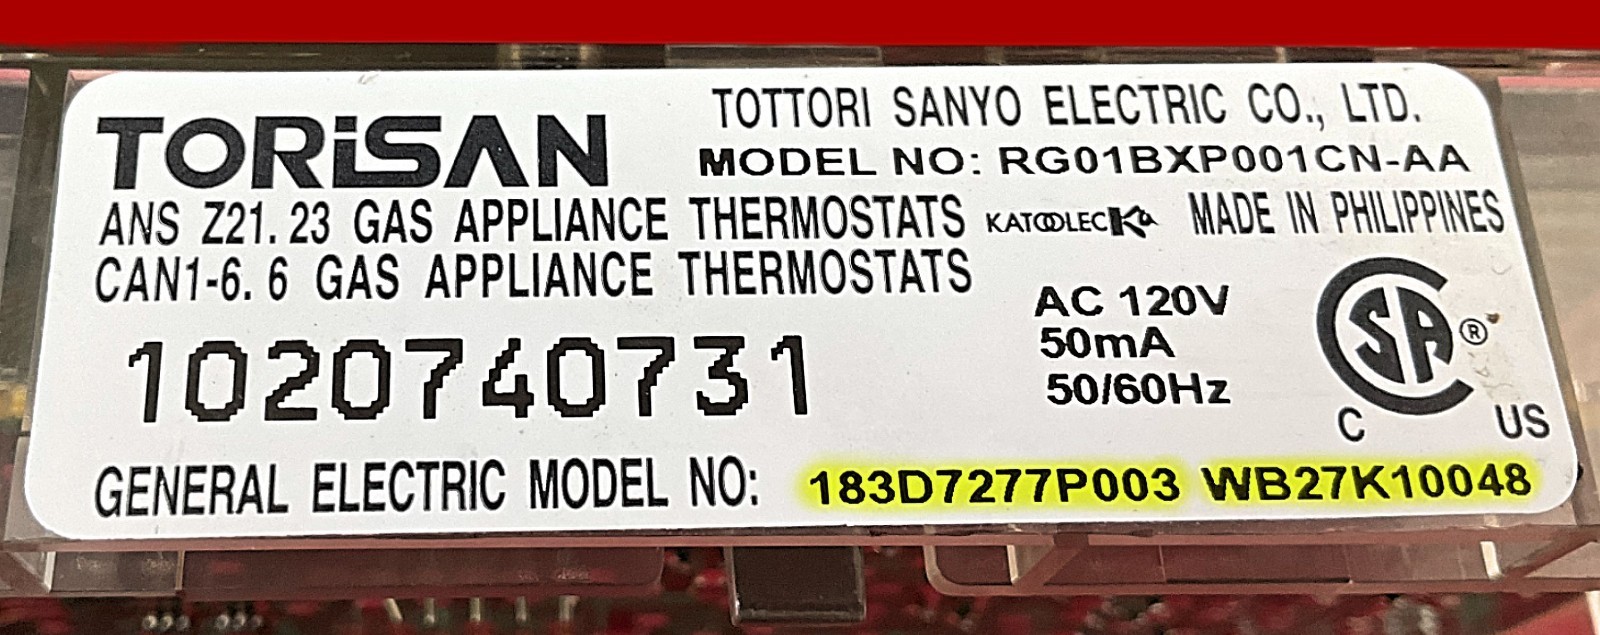 TORiSAN
TOTTORI SANYO ELECTRIC CO., LTD.
MODEL NO: RG01BXP001CN-AA
ANS Z21.23 GAS APPLIANCE THERMOSTATS
KATOOLEC Ka MADE IN PHILIPPINES
CAN1-6.6 GAS APPLIANCE THERMOSTATS
AC 120V
50mA
50/60Hz
SA ®
C US
1020740731
GENERAL ELECTRIC MODEL NO: 183D7277P003 WB27K10048